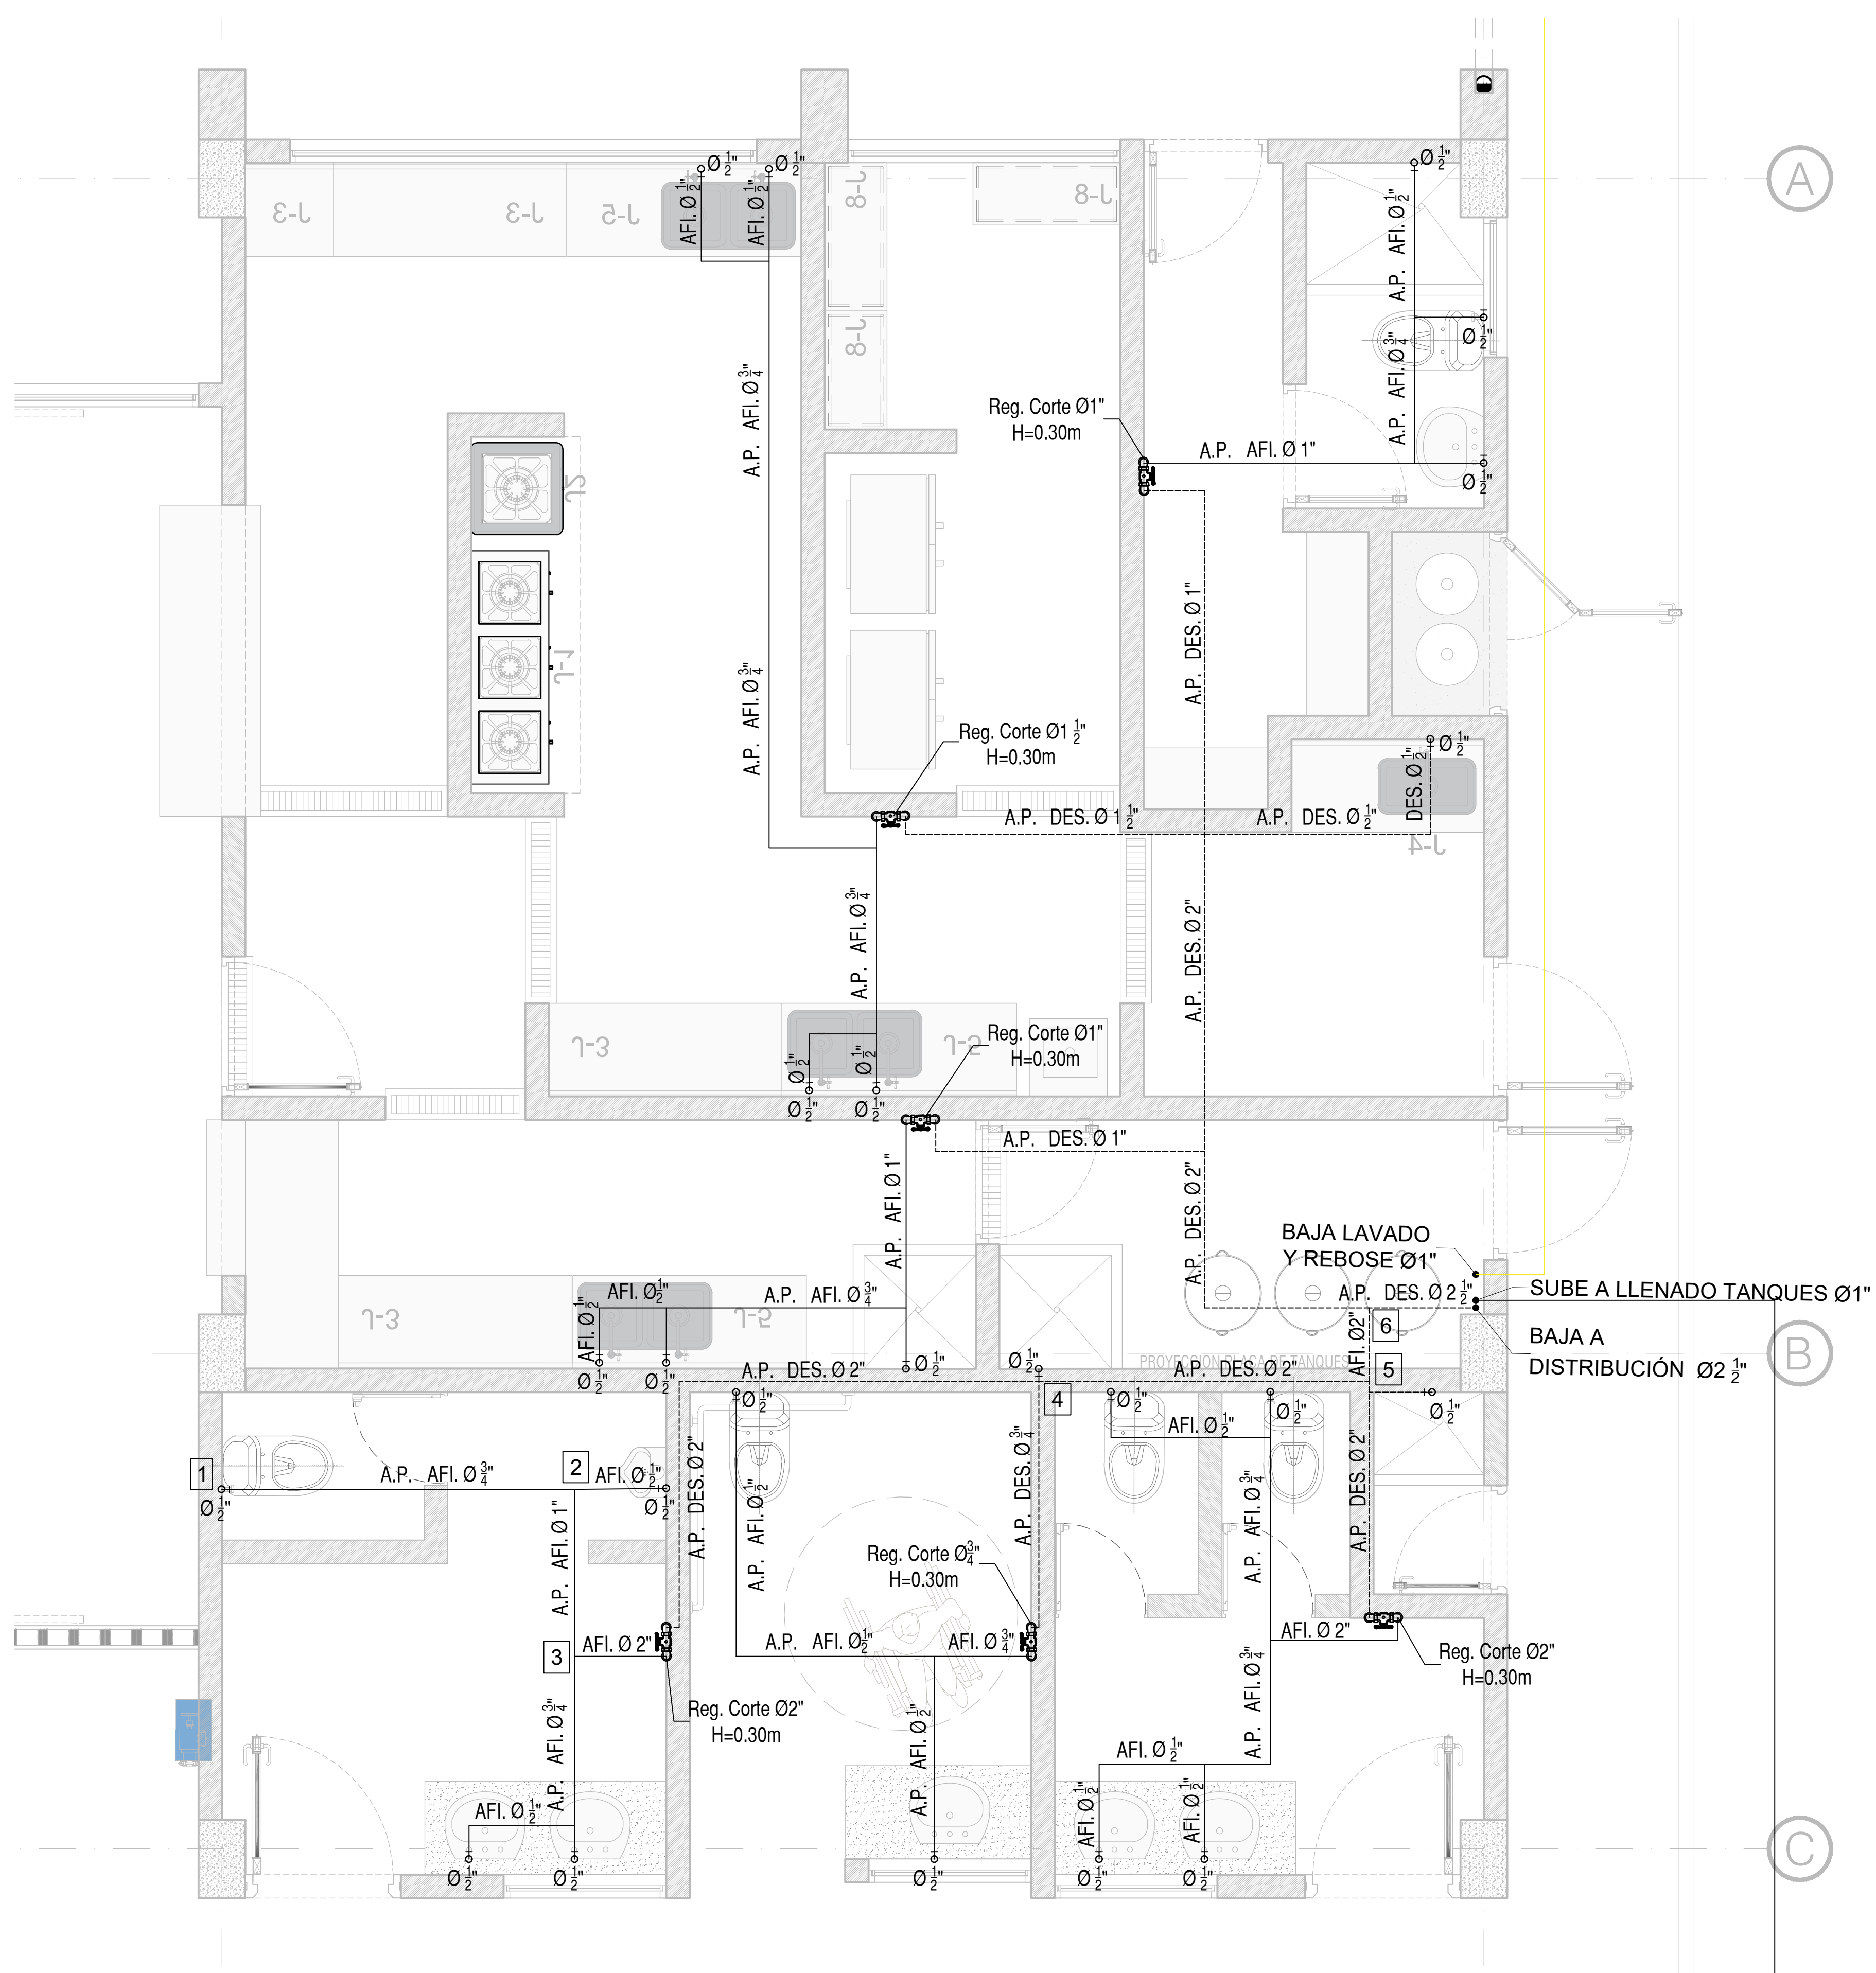 Ø 1/2"
Ø 1/2"
Ø 1/2"
AFI. Ø 1/2"
AFI. Ø 1/2"
A.P. AFI. Ø 1/2"
A
J-3
J-3
J-5
J-8
J-8
J-8
Ø 1/2"
A.P. AFI. Ø 3/4"
A.P. AFI. Ø 3/4"
Reg. Corte Ø1"
H=0.30m
A.P. AFI. Ø 1"
Ø 1/2"
J2
J-1
A.P. DES. Ø 1"
A.P. AFI. Ø 3/4"
Reg. Corte Ø1 1/2"
H=0.30m
Ø 1/2"
DES. Ø 1/2"
A.P. DES. Ø 1 1/2"
A.P. DES. Ø 1/2"
J-4
A.P. AFI. Ø 3/4"
A.P. DES. Ø 2"
J-3
J-5
Reg. Corte Ø1"
H=0.30m
Ø 1/2"
Ø 1/2"
Ø 1/2"
Ø 1/2"
A.P. DES. Ø 1"
A.P. AFI. Ø 1"
A.P. DES. Ø 2"
BAJA LAVADO
Y REBOSE Ø1"
SUBE A LLENADO TANQUES Ø1"
A.P. DES. Ø 2 1/2"
BAJA A
DISTRIBUCIÓN Ø2 1/2"
B
AFI. Ø 1/2"
A.P. AFI. Ø 3/4"
AFI. Ø 1/2"
J-3
J-5
AFI. Ø2"
6
5
PROYECCION PLACA DE TANQUES
Ø 1/2"
Ø 1/2"
Ø 1/2"
Ø 1/2"
A.P. DES. Ø 2"
A.P. DES. Ø 2"
4
Ø 1/2"
Ø 1/2"
Ø 1/2"
Ø 1/2"
AFI. Ø 1/2"
1
A.P. AFI. Ø 3/4"
2
AFI. Ø 1/2"
Ø 1/2"
Ø 1/2"
A.P. DES. Ø 2"
A.P. AFI. Ø 1/2"
A.P. DES. Ø 3/4"
A.P. AFI. Ø 3/4"
A.P. DES. Ø 2"
A.P. AFI. Ø 1"
Reg. Corte Ø 3/4"
H=0.30m
3
AFI. Ø 2"
A.P. AFI. Ø 1/2"
AFI. Ø 3/4"
AFI. Ø 2"
Reg. Corte Ø2"
H=0.30m
Reg. Corte Ø2"
H=0.30m
A.P. AFI. Ø 3/4"
A.P. AFI. Ø 1/2"
A.P. AFI. Ø 3/4"
AFI. Ø 1/2"
AFI. Ø 1/2"
AFI. Ø 1/2"
AFI. Ø 1/2"
C
Ø 1/2"
Ø 1/2"
Ø 1/2"
Ø 1/2"
Ø 1/2"